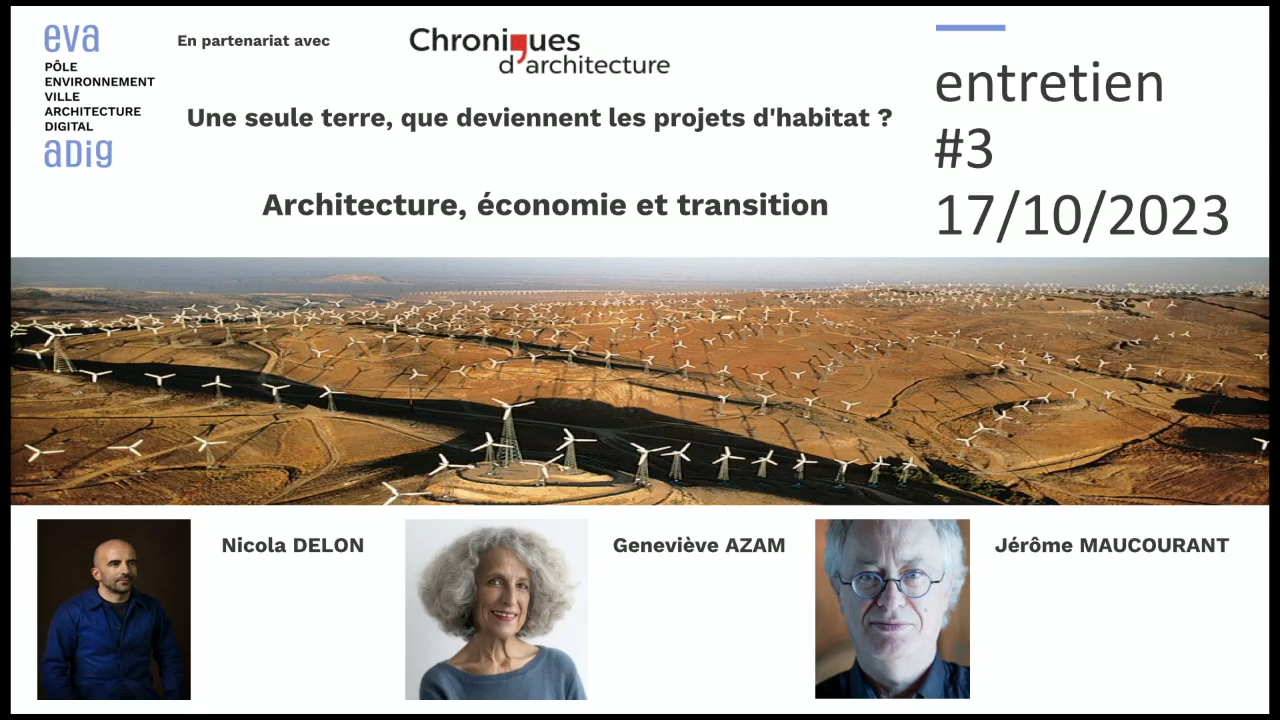 eva
PÔLE
ENVIRONNEMENT
VILLE
ARCHITECTURE
DIGITAL
aDig
En partenariat avec
Chroniques
d'architecture
Une seule terre, que deviennent les projets d'habitat ?
Architecture, économie et transition
entretien
#3
17/10/2023
Nicola DELON
Geneviève AZAM
Jérôme MAUCOURANT